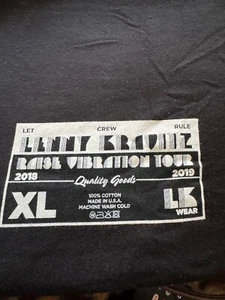 LET CREW RULE
LENNY KRAVITZ
RAISE VIBRATION TOUR
2018 2019
Quality Goods
XL
100% COTTON
MADE IN U.S.A.
MACHINE WASH COLD
LK
WEAR